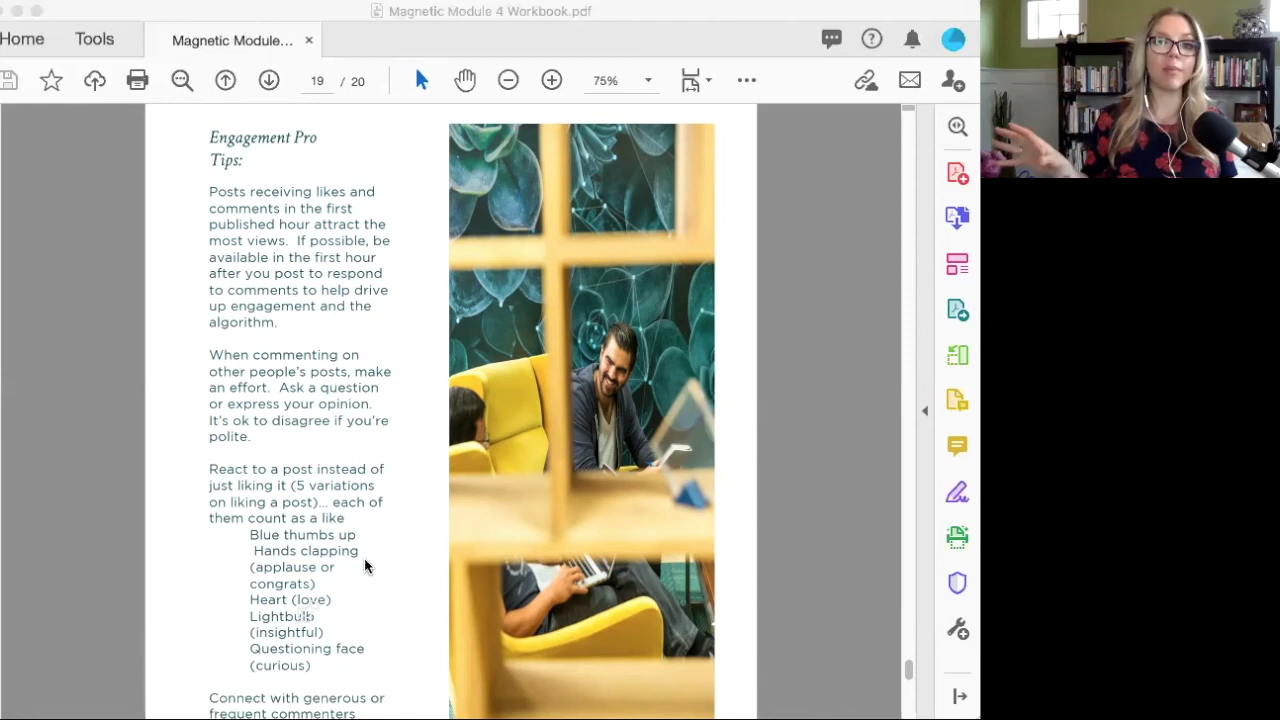 Magnetic Module 4 Workbook.pdf
Home
Tools
Magnetic Module...
19 / 20
75%
Engagement Pro
Tips:
Posts receiving likes and
comments in the first
published hour attract the
most views. If possible, be
available in the first hour
after you post to respond
to comments to help drive
up engagement and the
algorithm.
When commenting on
other people's posts, make
an effort. Ask a question
or express your opinion.
It's ok to disagree if you're
polite.
React to a post instead of
just liking it (5 variations
on liking a post)... each of
them count as a like
Blue thumbs up
Hands clapping
(applause or
congrats)
Heart (love)
Lightbulb
(insightful)
Questioning face
(curious)
Connect with generous or
frequent commenters